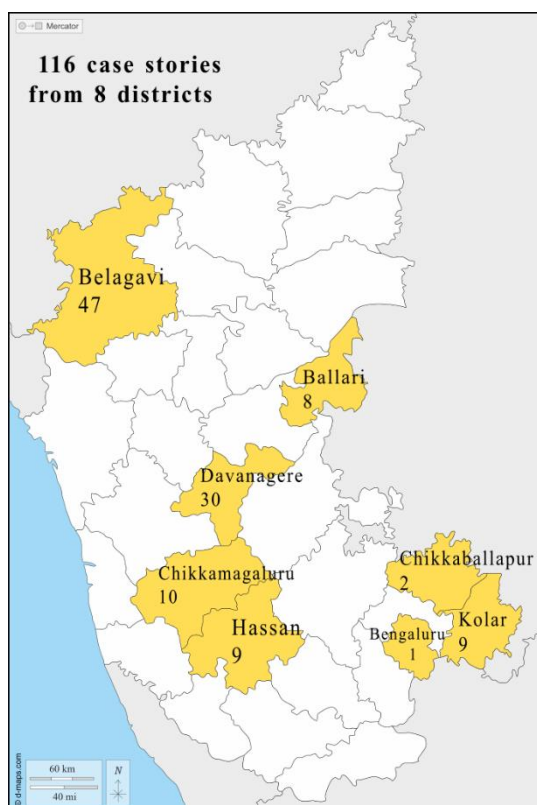 Mercator
116 case stories
from 8 districts
Belagavi
47
Ballari
8
Davanagere
30
Chikkaballapur
2
Chikkamagaluru
10
Hassan
9
Kolar
9
Bengaluru
1
60 km
40 mi
N
© d-maps.com